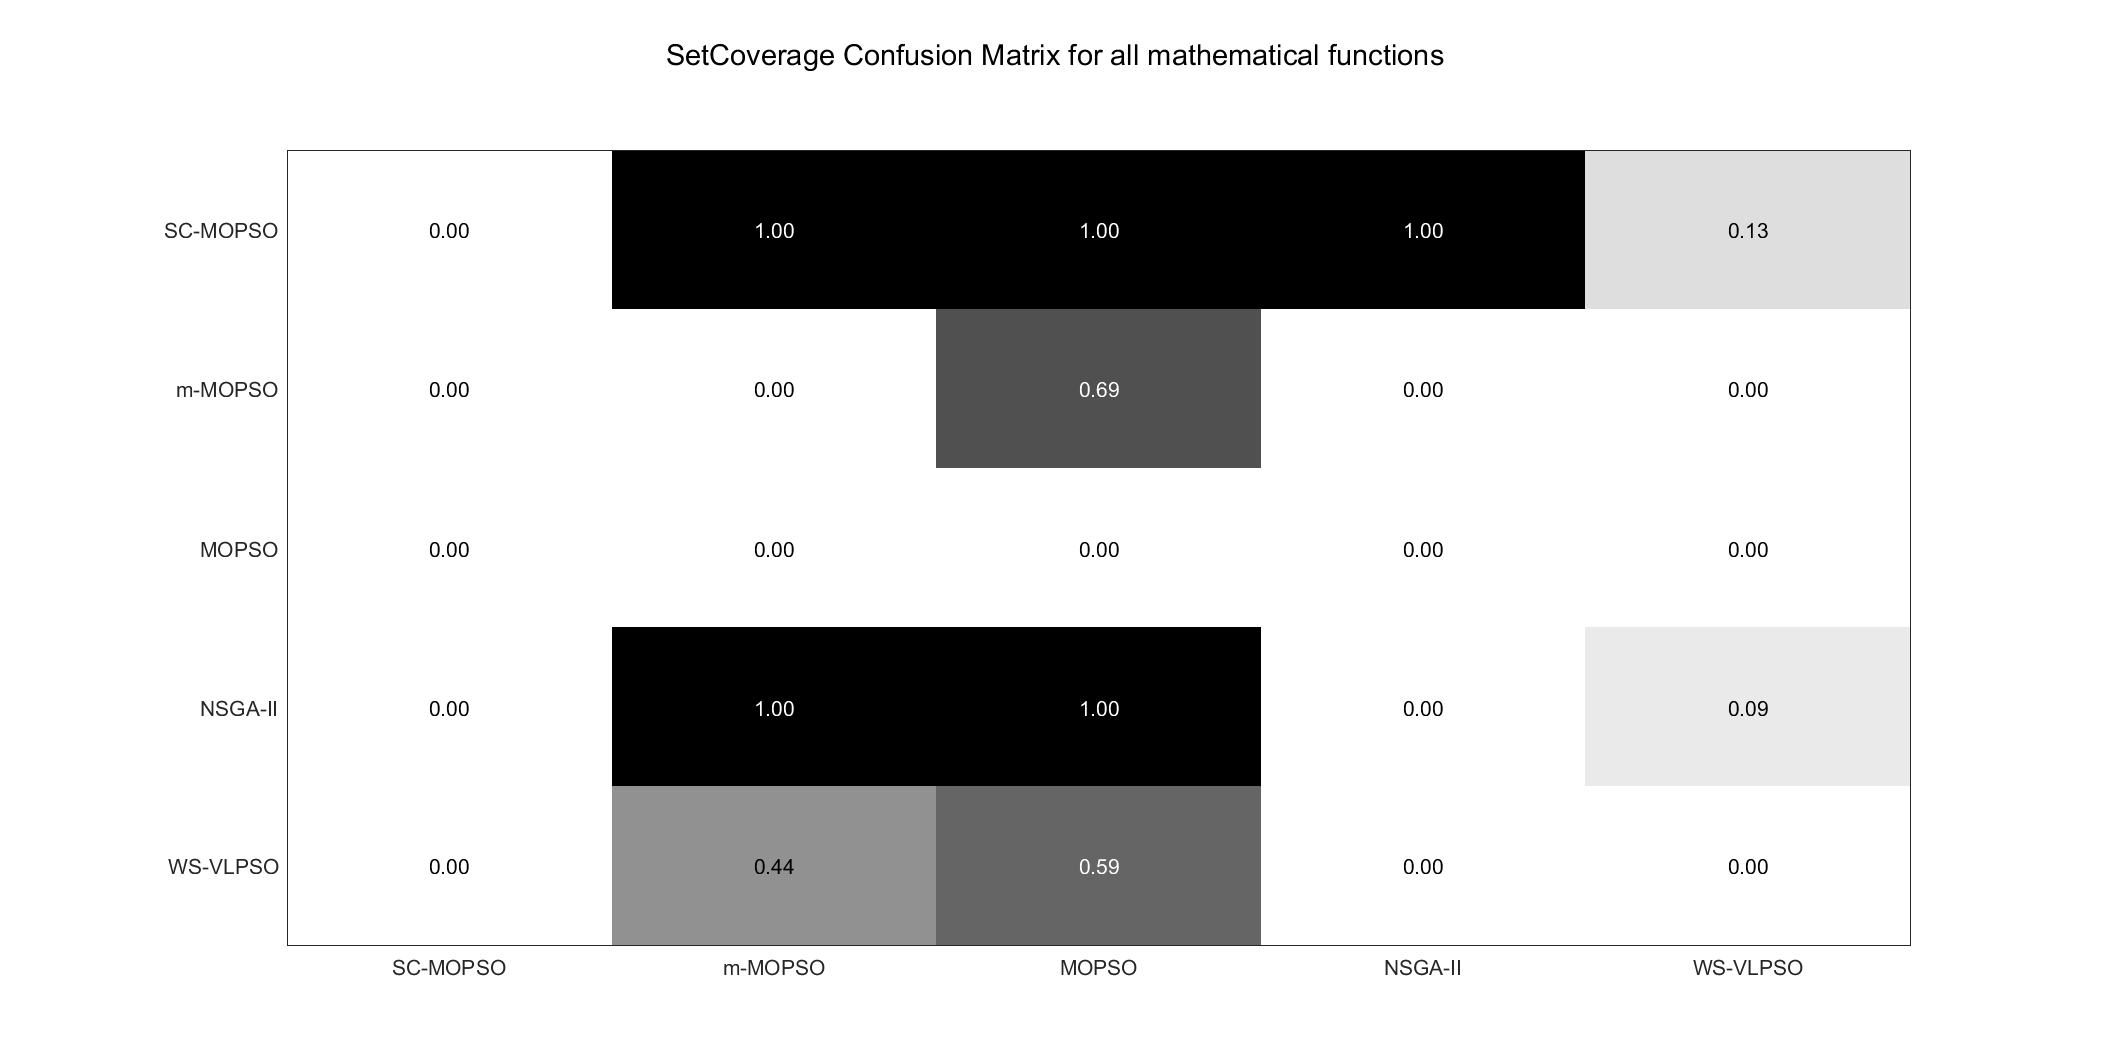 SetCoverage Confusion Matrix for all mathematical functions
SC-MOPSO 0.00 1.00 1.00 1.00 0.13
m-MOPSO 0.00 0.00 0.69 0.00 0.00
MOPSO 0.00 0.00 0.00 0.00 0.00
NSGA-II 0.00 1.00 1.00 0.00 0.09
WS-VLPSO 0.00 0.44 0.59 0.00 0.00
SC-MOPSO m-MOPSO MOPSO NSGA-II WS-VLPSO